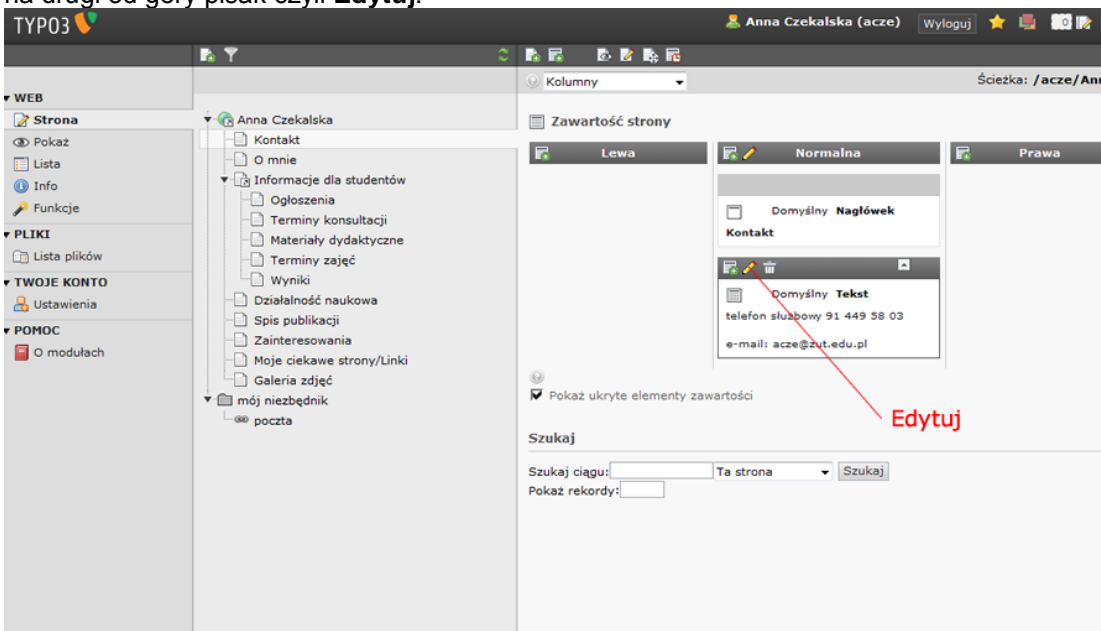 na drugi od góry pisak czyli Edytuj.
TYPO3
Anna Czekalska (acze)
Wyloguj
0
Kolumny
Ścieżka: /acze/Ann
WEB
Strona
Pokaż
Lista
Info
Funkcje
PLIKI
Lista plików
TWOJE KONTO
Ustawienia
POMOC
O modułach
Anna Czekalska
Kontakt
O mnie
Informacje dla studentów
Ogłoszenia
Terminy konsultacji
Materiały dydaktyczne
Terminy zajęć
Wyniki
Działalność naukowa
Spis publikacji
Zainteresowania
Moje ciekawe strony/Linki
Galeria zdjęć
mój niezbędnik
poczta
Zawartość strony
Lewa
Normalna
Prawa
Domyślny Nagłówek
Kontakt
Domyślny Tekst
telefon służbowy 91 449 58 03
e-mail: acze@zut.edu.pl
Pokaż ukryte elementy zawartości
Edytuj
Szukaj
Szukaj ciągu: Ta strona Szukaj
Pokaż rekordy: